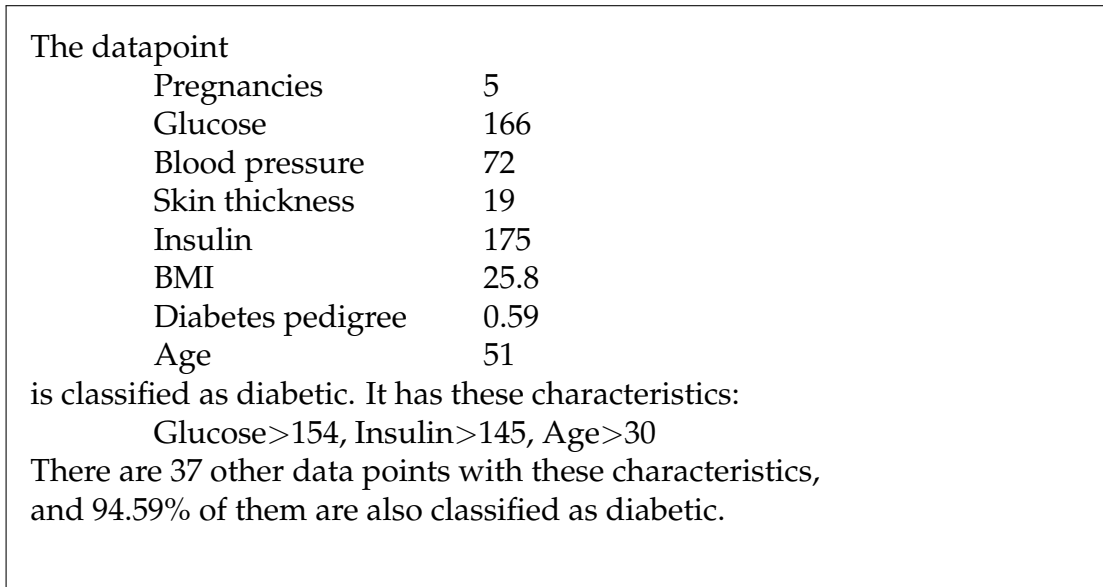 The datapoint
Pregnancies 5
Glucose 166
Blood pressure 72
Skin thickness 19
Insulin 175
BMI 25.8
Diabetes pedigree 0.59
Age 51
is classified as diabetic. It has these characteristics:
Glucose>154, Insulin>145, Age>30
There are 37 other data points with these characteristics,
and 94.59% of them are also classified as diabetic.